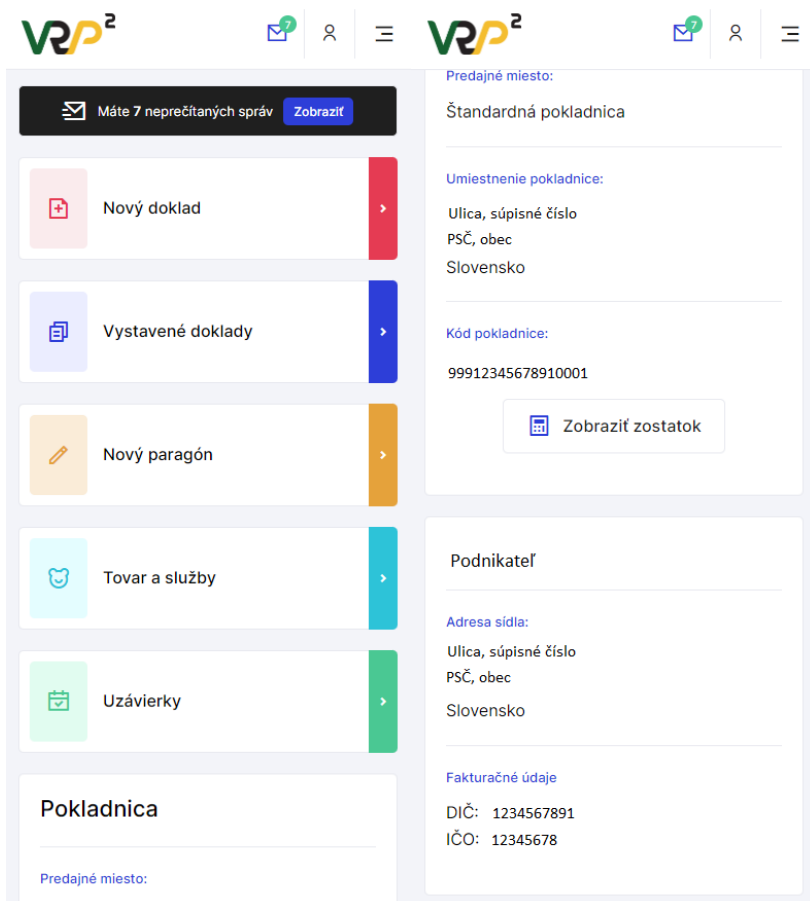 VRP²
7
Máte 7 neprečítaných správ Zobraziť
Nový doklad
Vystavené doklady
Nový paragón
Tovar a služby
Uzávierky
Pokladnica
Predajné miesto:
VRP²
7
Predajné miesto:
Štandardná pokladnica
Umiestnenie pokladnice:
Ulica, súpisné číslo
PSČ, obec
Slovensko
Kód pokladnice:
99912345678910001
Zobraziť zostatok
Podnikateľ
Adresa sídla:
Ulica, súpisné číslo
PSČ, obec
Slovensko
Fakturačné údaje
DIČ: 1234567891
IČO: 12345678